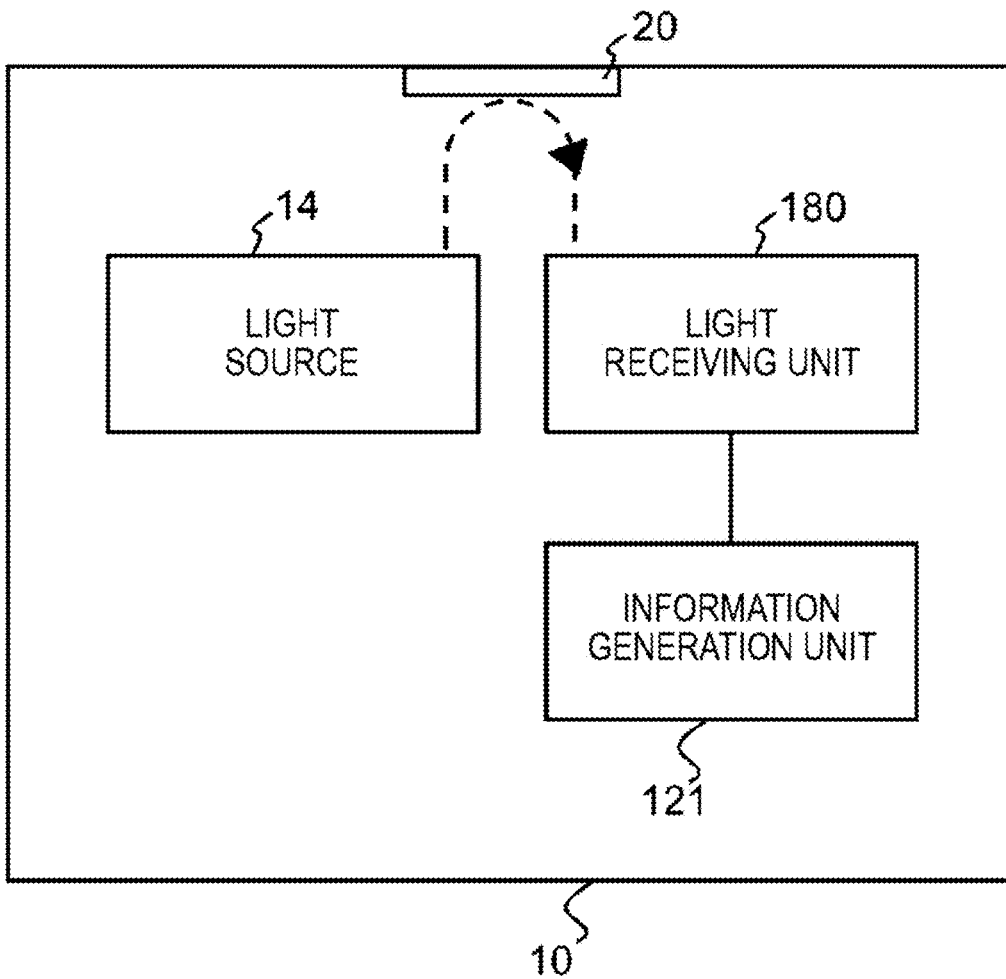 20
14
180
LIGHT
SOURCE
LIGHT
RECEIVING UNIT
INFORMATION
GENERATION UNIT
121
10